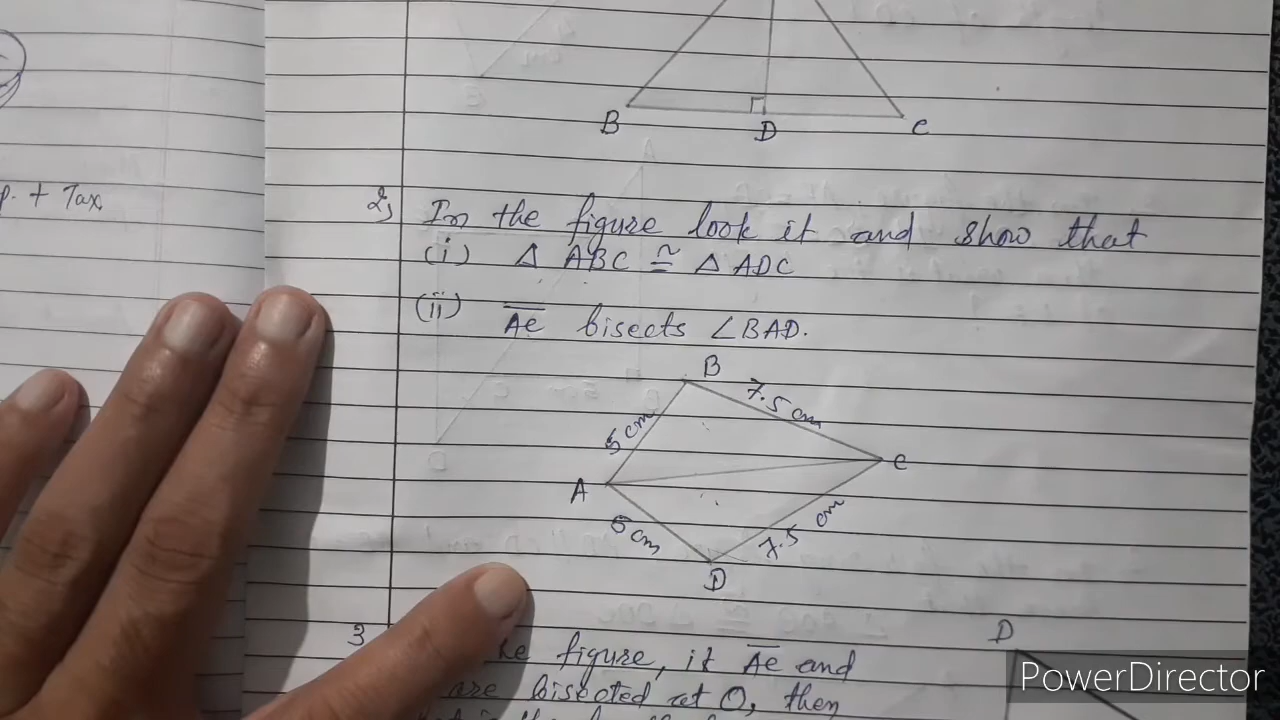 p. + Tax
B
D
C
2, In the figure look it and show that
(i) Δ ABC ≅ Δ ADC
(ii) AC bisects ∠BAD.
B
7.5 cm
5 cm
C
A
5 cm
7.5 cm
D
3
figure, if AC and
are bisected at O, then
D
PowerDirector